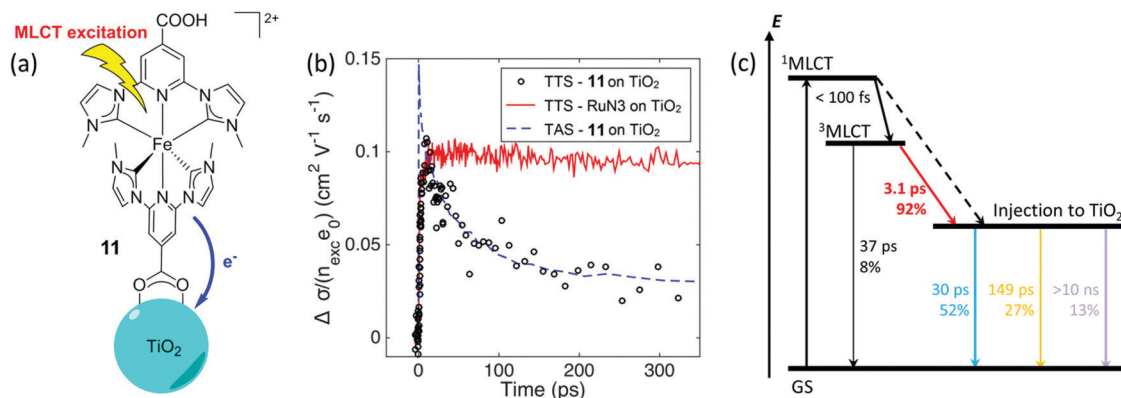 (a)
MLCT excitation
COOH
2+
N
N
N
N
N
Fe
N
N
N
N
N
11
e-
O
O
TiO2
(b)
0.15
0.1
0.05
0
Δ σ/(n_exc e_0) (cm² V⁻¹ s⁻¹)
TTS - 11 on TiO2
TTS - RuN3 on TiO2
TAS - 11 on TiO2
0
100
200
300
Time (ps)
(c)
E
¹MLCT
< 100 fs
³MLCT
3.1 ps
92%
Injection to TiO2
37 ps
8%
30 ps
52%
149 ps
27%
>10 ns
13%
GS